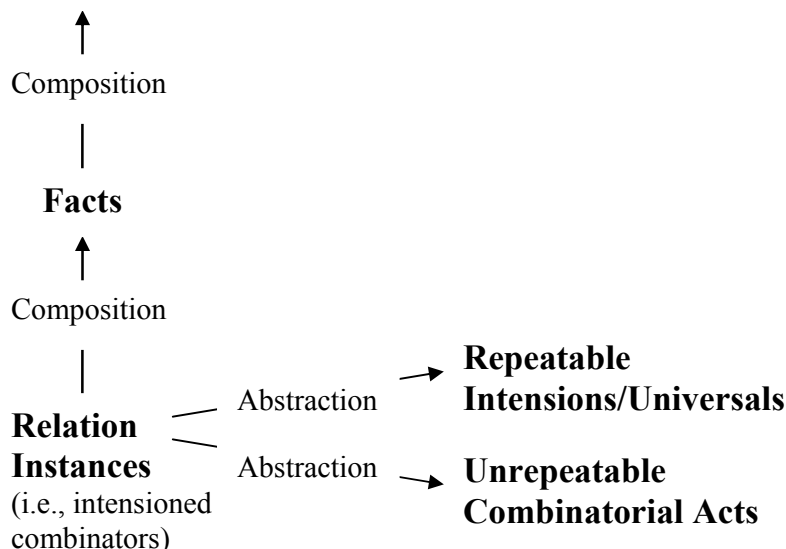 Composition
Facts
Composition
Repeatable
Intensions/Universals
Abstraction
Relation
Instances
(i.e., intensioned
combinators)
Abstraction
Unrepeatable
Combinatorial Acts